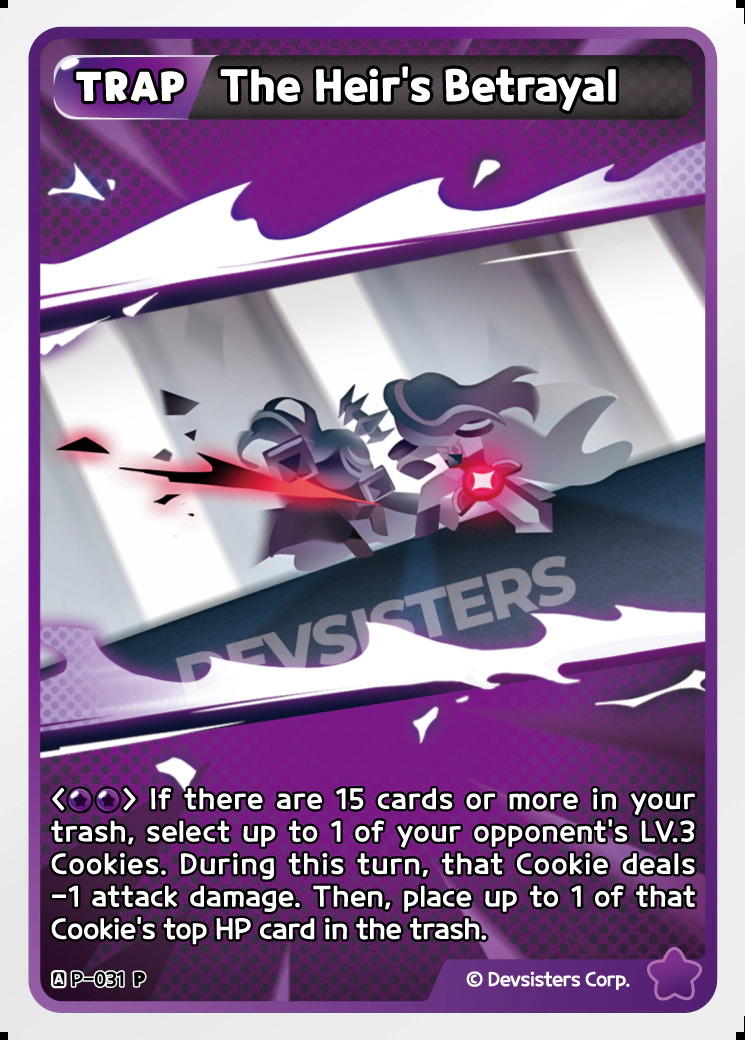 TRAP The Heir's Betrayal
DEVSISTERS
< > If there are 15 cards or more in your
trash, select up to 1 of your opponent's LV.3
Cookies. During this turn, that Cookie deals
-1 attack damage. Then, place up to 1 of that
Cookie's top HP card in the trash.
A P-031 P
© Devsisters Corp.